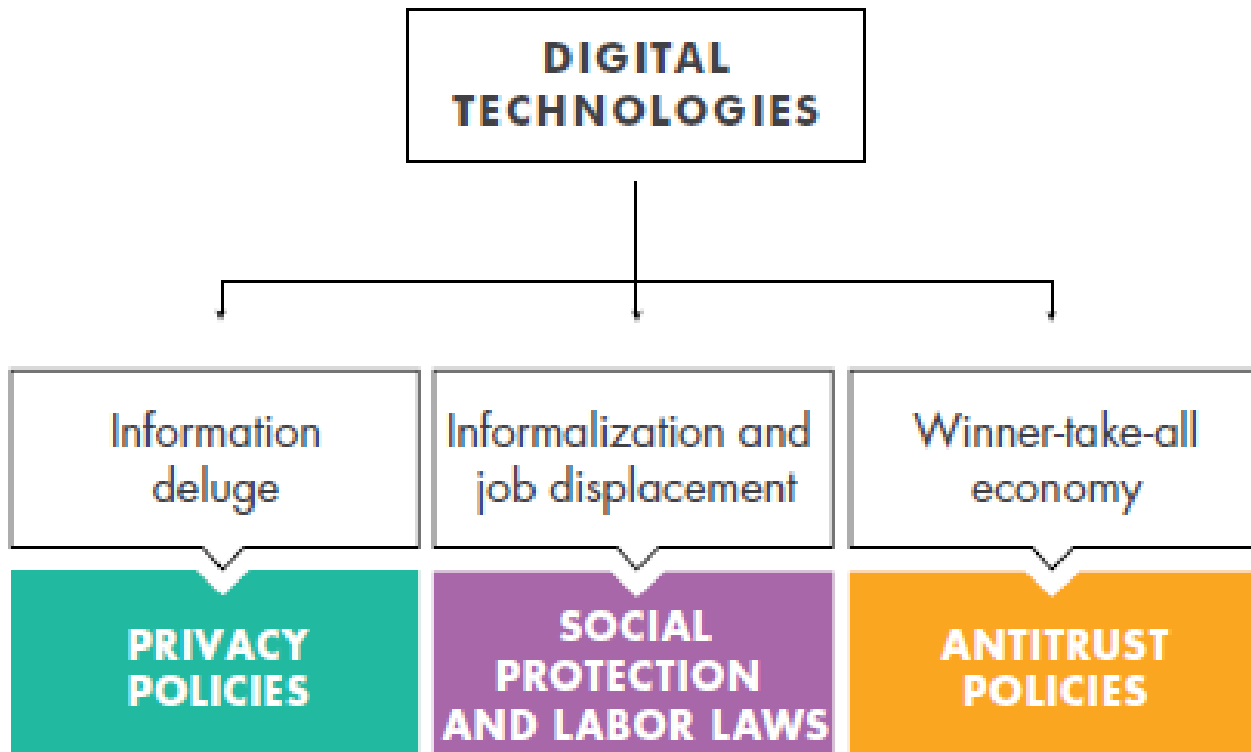 DIGITAL
TECHNOLOGIES
Information
deluge
Informalization and
job displacement
Winner-take-all
economy
PRIVACY
POLICIES
SOCIAL
PROTECTION
AND LABOR LAWS
ANTITRUST
POLICIES